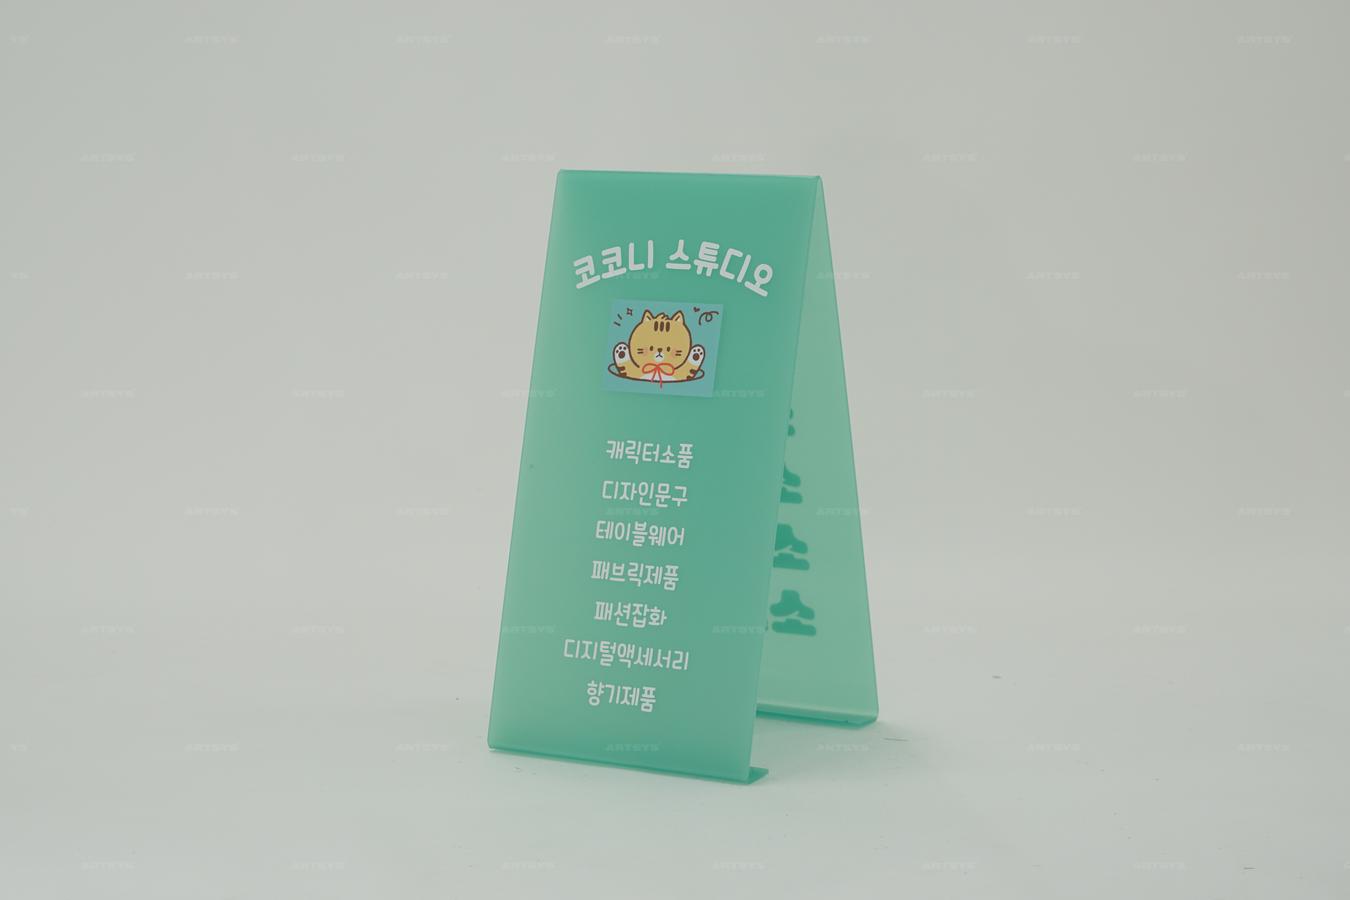 코코니 스튜디오
캐릭터소품
디자인문구
테이블웨어
패브릭제품
패션잡화
디지털액세서리
향기제품
ARTSYS